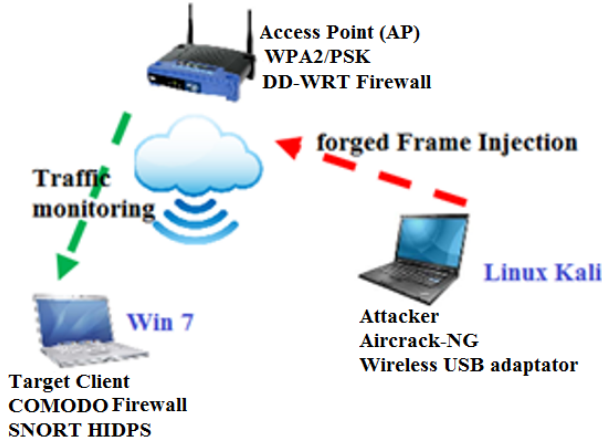 Access Point (AP)
WPA2/PSK
DD-WRT Firewall
forged Frame Injection
Traffic
monitoring
Linux Kali
Attacker
Aircrack-NG
Wireless USB adaptator
Win 7
Target Client
COMODO Firewall
SNORT HIDPS